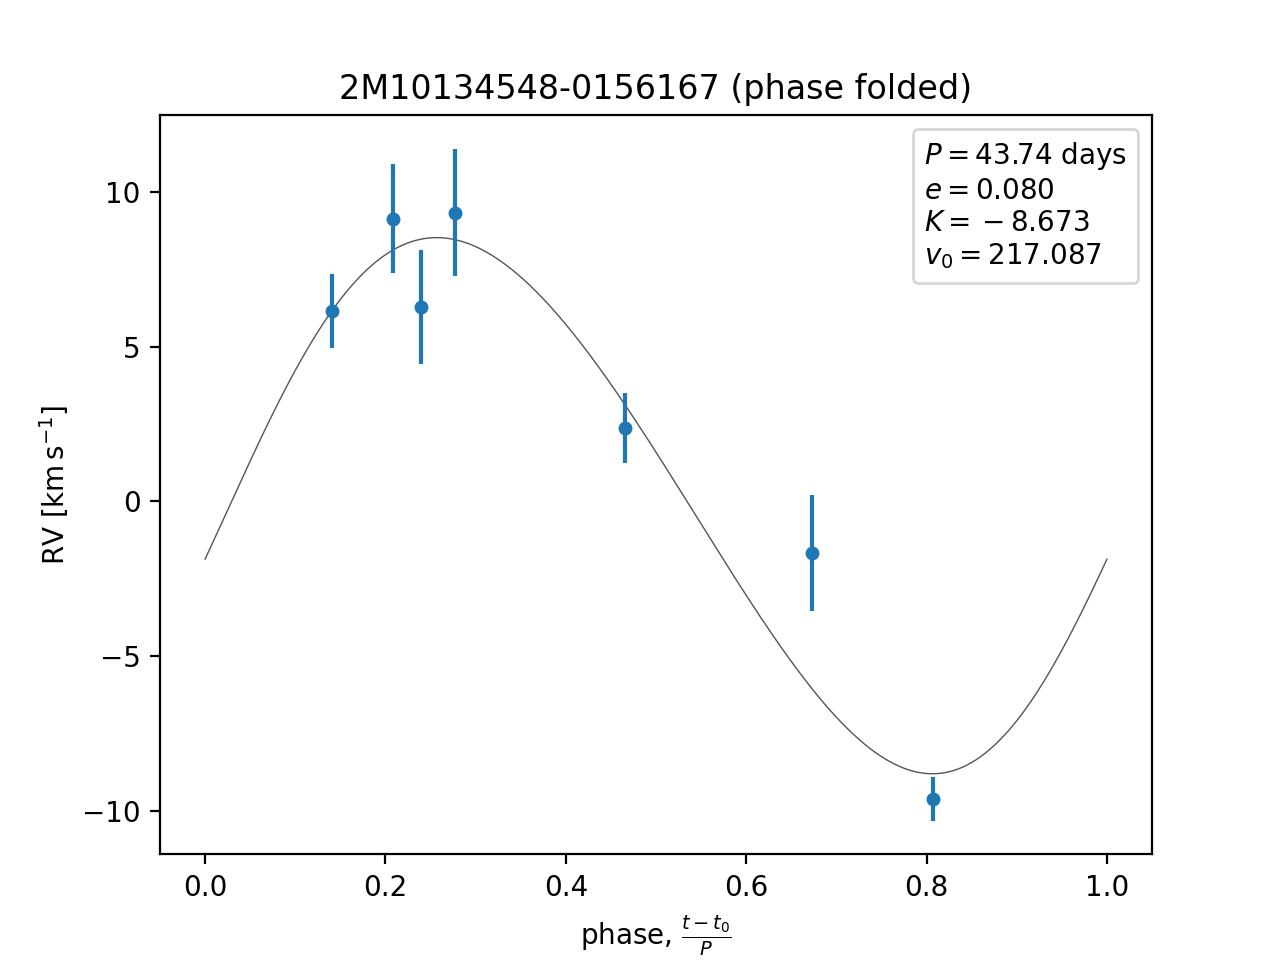 2M10134548-0156167 (phase folded)
P = 43.74 days
e = 0.080
K = −8.673
v₀ = 217.087
10
5
0
−5
−10
RV [km s⁻¹]
0.0 0.2 0.4 0.6 0.8 1.0
phase, (t − t₀)/P